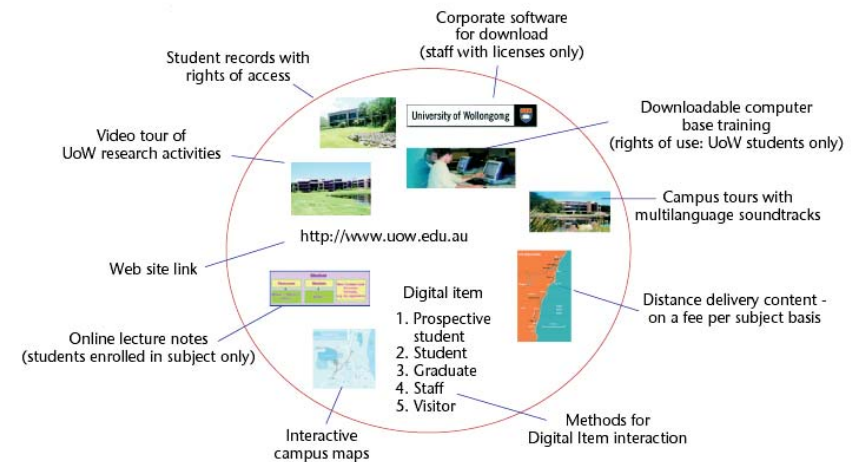 Corporate software
for download
(staff with licenses only)
Student records with
rights of access
University of Wollongong
Downloadable computer
base training
(rights of use: UoW students only)
Video tour of
UoW research activities
Campus tours with
multilanguage soundtracks
http://www.uow.edu.au
Web site link
Digital item
1. Prospective
student
2. Student
3. Graduate
4. Staff
5. Visitor
Distance delivery content -
on a fee per subject basis
Online lecture notes
(students enrolled in subject only)
Methods for
Digital Item interaction
Interactive
campus maps